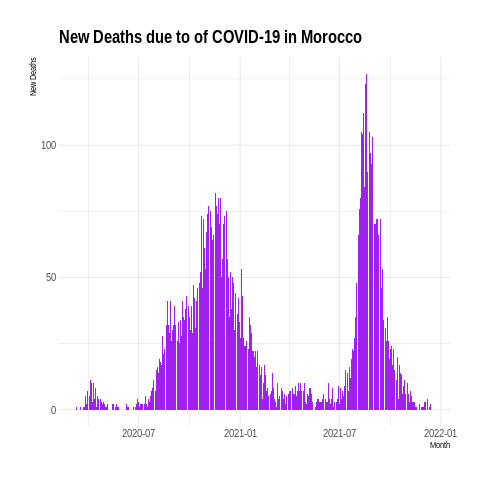 New Deaths due to of COVID-19 in Morocco
New Deaths
100
50
0
2020-07
2021-01
2021-07
2022-01
Month